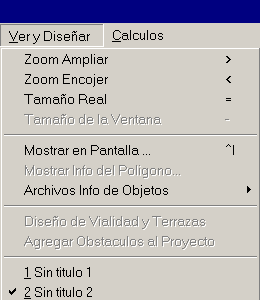 Ver y Diseñar Calculos
Zoom Ampliar >
Zoom Encojer <
Tamaño Real =
Tamaño de la Ventana -
Mostrar en Pantalla ... ^I
Mostrar Info del Poligono...
Archivos Info de Objetos
Diseño de Vialidad y Terrazas
Agregar Obstaculos al Proyecto
1 Sin titulo 1
2 Sin titulo 2